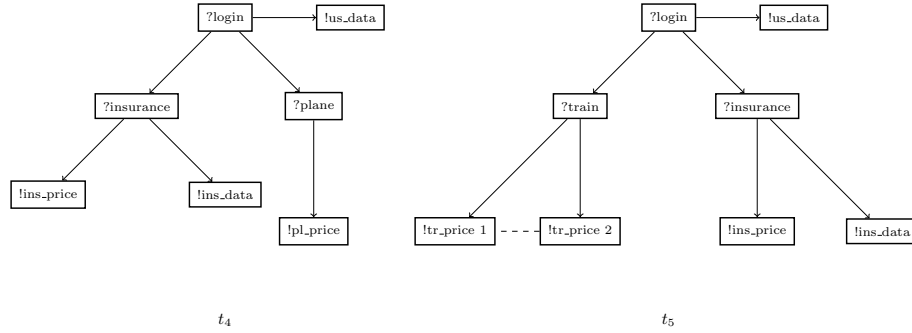 ?login
!us_data
?insurance
?plane
!ins_price
!ins_data
!pl_price
t4
?login
!us_data
?train
?insurance
!tr_price 1
!tr_price 2
!ins_price
!ins_data
t5